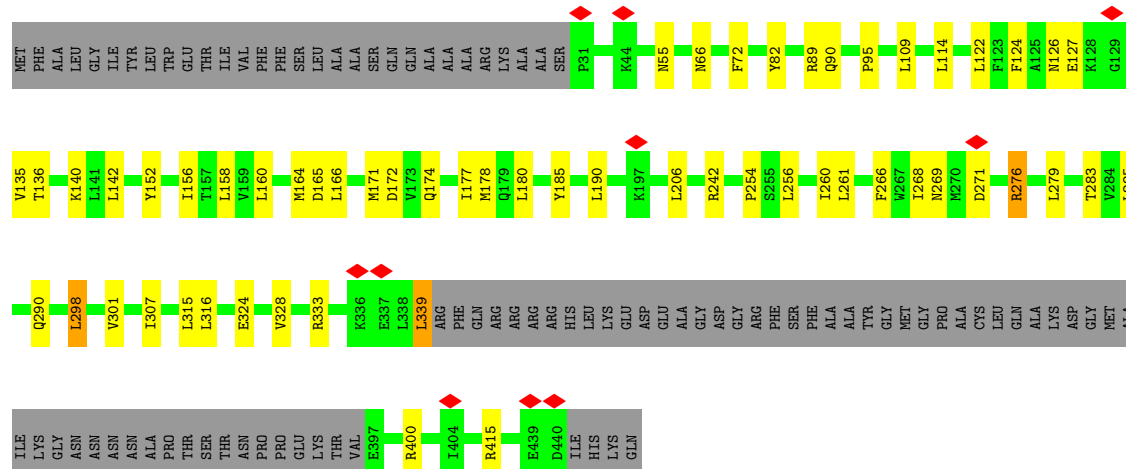 MET PHE ALA LEU GLY ILE TYR LEU TRP GLU THR ILE VAL PHE PHE SER LEU ALA ALA SER GLN GLN ALA ALA ALA ARG LYS ALA ALA SER P31 K44 N55 N66 F72 Y82 R89 Q90 P95 L109 L114 L122 F123 F124 A125 N126 E127 K128 G129
V135 T136 K140 L141 L142 Y152 I156 T157 L158 V159 L160 M164 D165 L166 M171 D172 V173 Q174 I177 M178 Q179 L180 Y185 L190 K197 L206 R242 P254 S255 L256 I260 L261 F266 W267 I268 N269 M270 D271 R276 L279 T283 V284
Q290 L298 V301 I307 L315 L316 E324 V328 R333 K336 E337 L338 L339 ARG PHE GLN ARG ARG ARG ARG HIS LEU LYS GLU ASP GLU ALA GLY ASP GLY ARG PHE SER PHE PHE ALA ALA TYR GLY MET GLY PRO ALA CYS LEU GLN ALA LYS ASP GLY MET
ILE LYS GLY ASN ASN ASN ASN ALA PRO THR SER THR ASN PRO PRO GLU LYS THR VAL E397 R400 I404 R415 E439 D440 ILE HIS LYS GLN